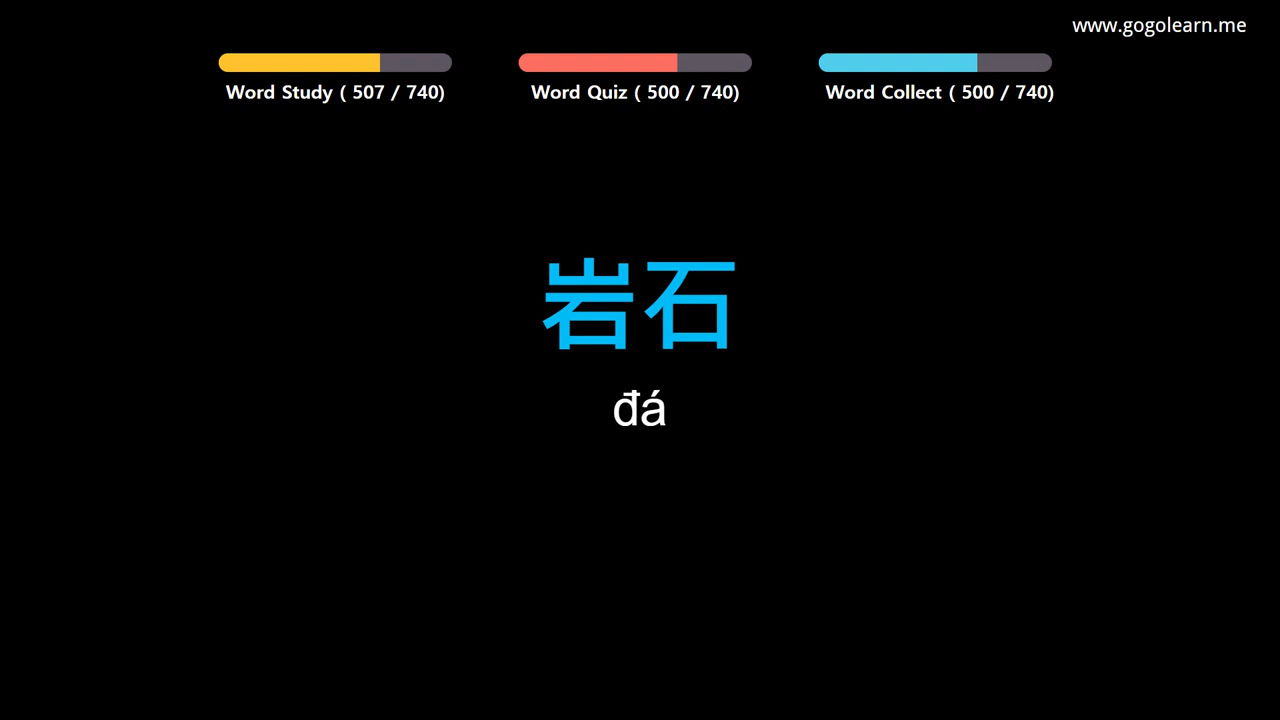 www.gogolearn.me
Word Study ( 507 / 740)
Word Quiz ( 500 / 740)
Word Collect ( 500 / 740)
岩石
đá